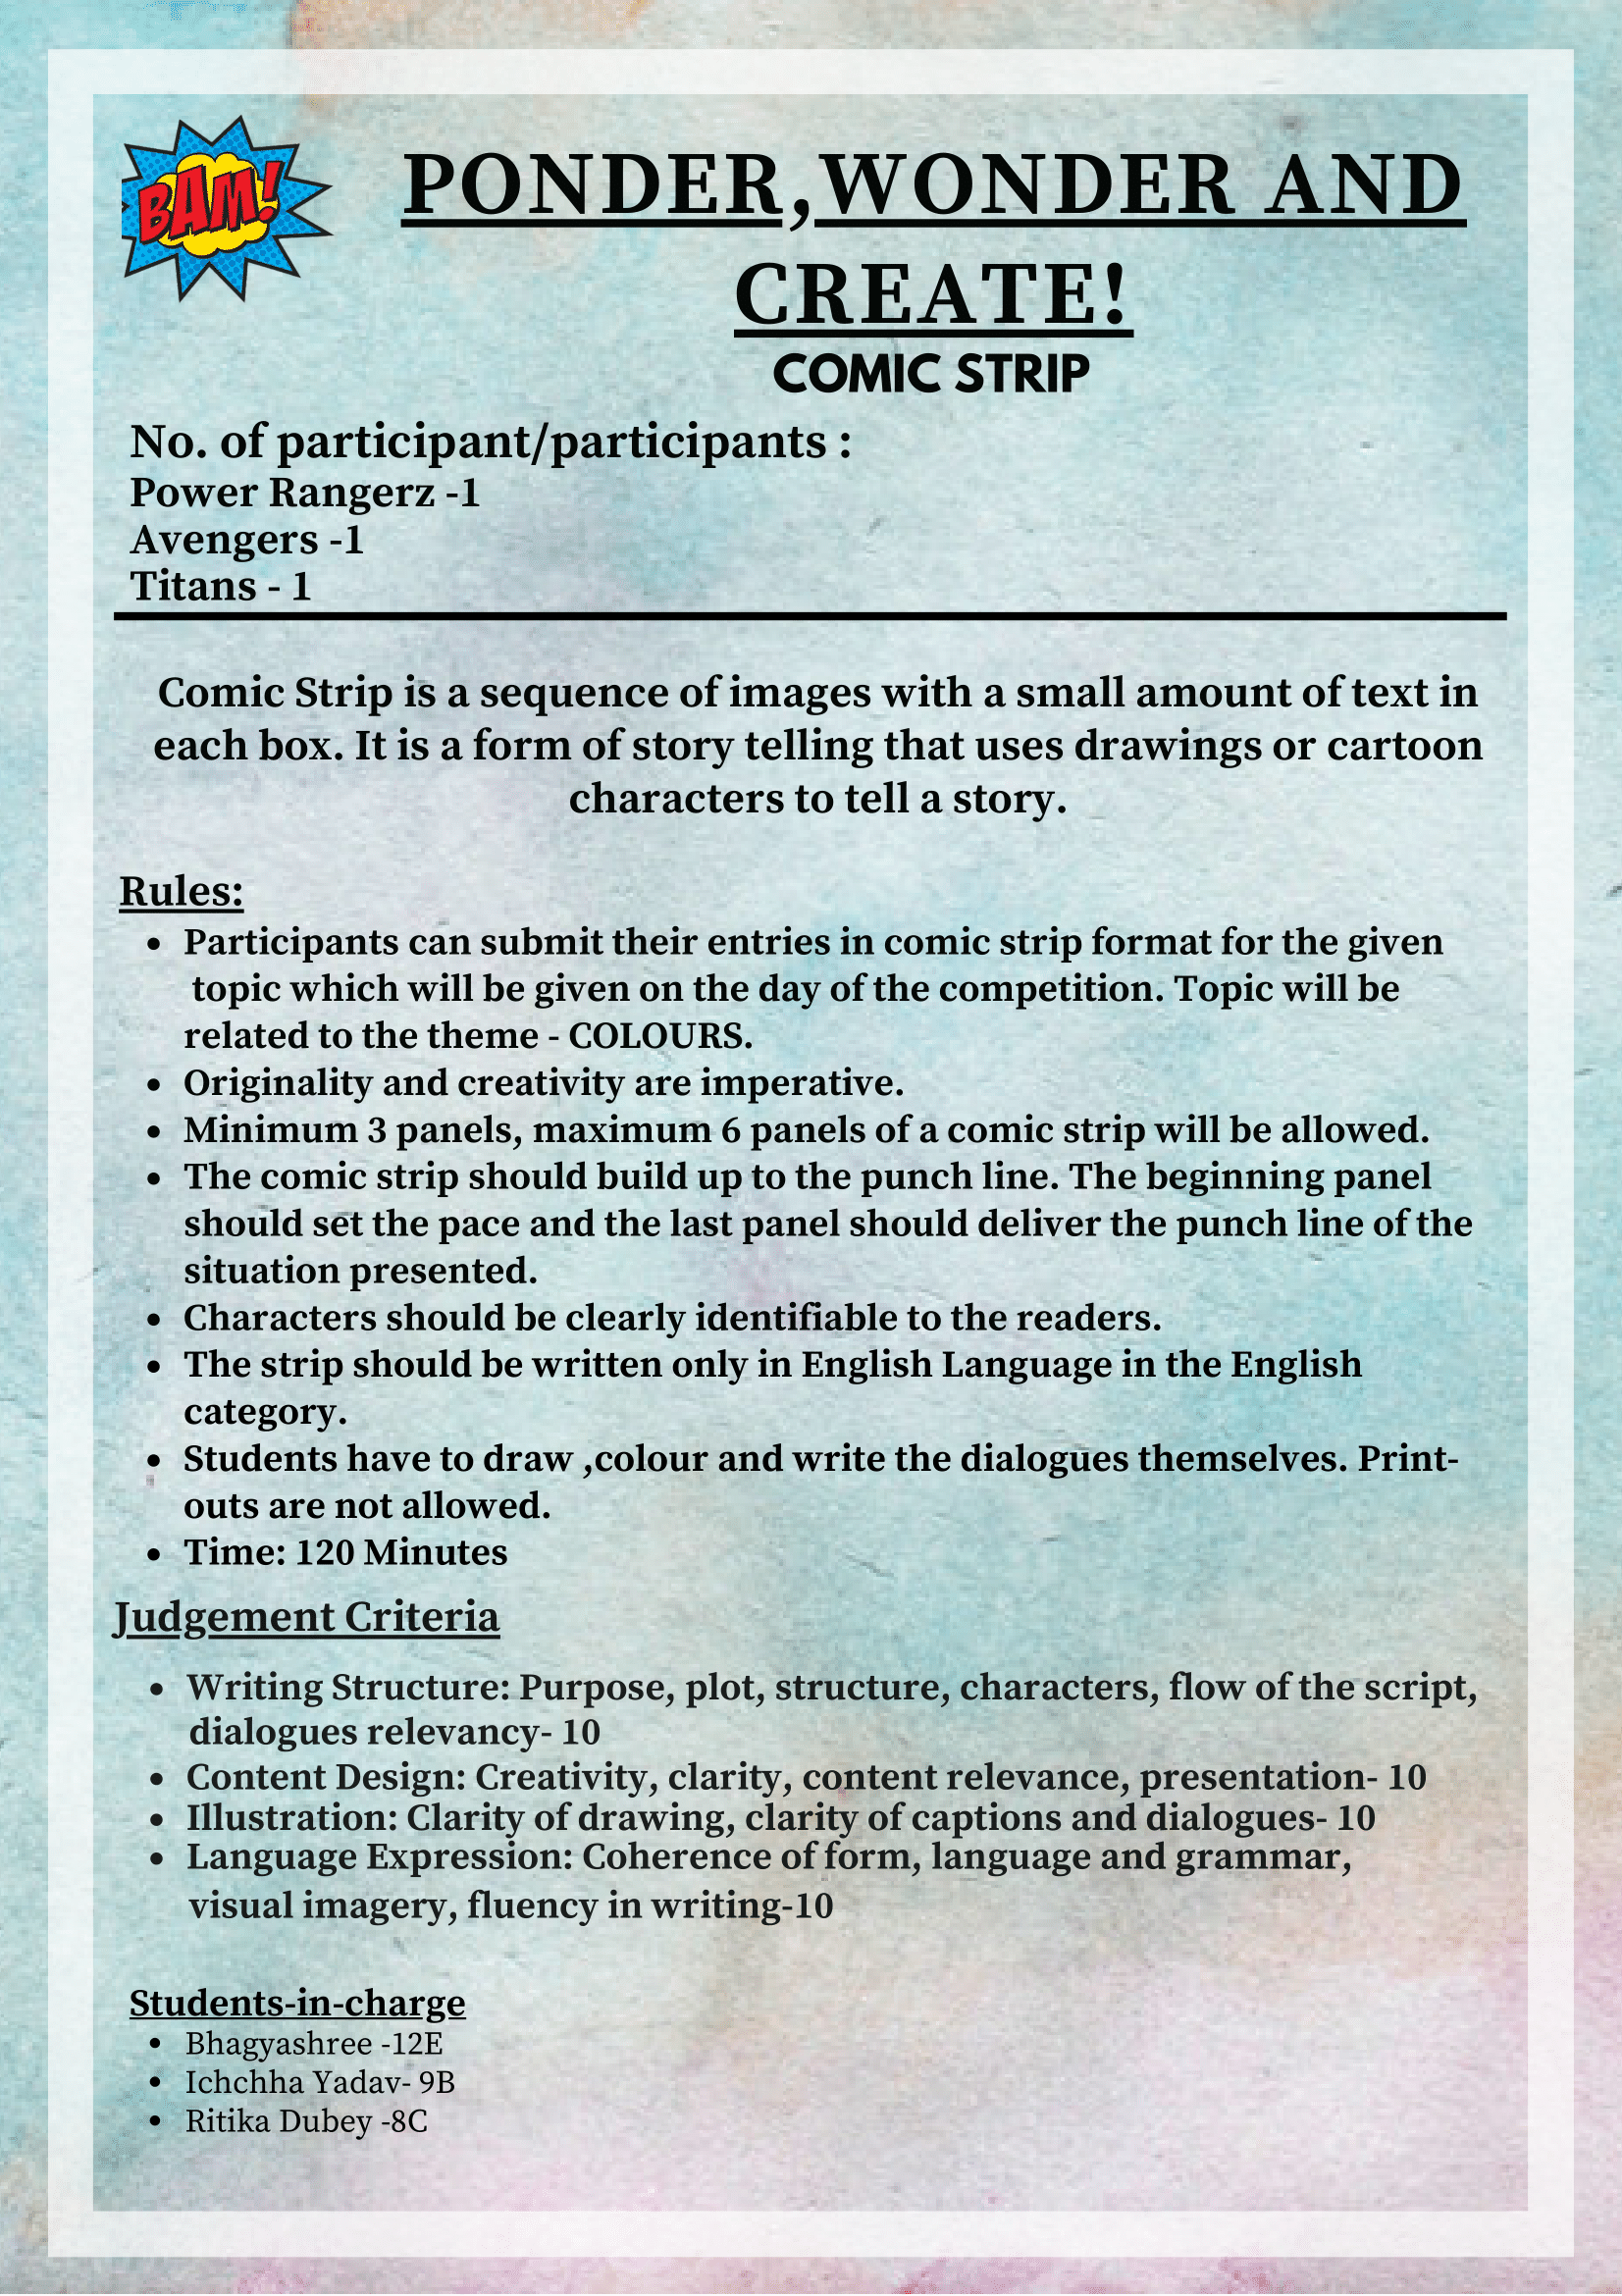 BAM!
PONDER,WONDER AND
CREATE!
COMIC STRIP
No. of participant/participants :
Power Rangerz -1
Avengers -1
Titans - 1
Comic Strip is a sequence of images with a small amount of text in
each box. It is a form of story telling that uses drawings or cartoon
characters to tell a story.
Rules:
• Participants can submit their entries in comic strip format for the given
topic which will be given on the day of the competition. Topic will be
related to the theme - COLOURS.
• Originality and creativity are imperative.
• Minimum 3 panels, maximum 6 panels of a comic strip will be allowed.
• The comic strip should build up to the punch line. The beginning panel
should set the pace and the last panel should deliver the punch line of the
situation presented.
• Characters should be clearly identifiable to the readers.
• The strip should be written only in English Language in the English
category.
• Students have to draw ,colour and write the dialogues themselves. Print-
outs are not allowed.
• Time: 120 Minutes
Judgement Criteria
• Writing Structure: Purpose, plot, structure, characters, flow of the script,
dialogues relevancy- 10
• Content Design: Creativity, clarity, content relevance, presentation- 10
• Illustration: Clarity of drawing, clarity of captions and dialogues- 10
• Language Expression: Coherence of form, language and grammar,
visual imagery, fluency in writing-10
Students-in-charge
• Bhagyashree -12E
• Ichchha Yadav- 9B
• Ritika Dubey -8C